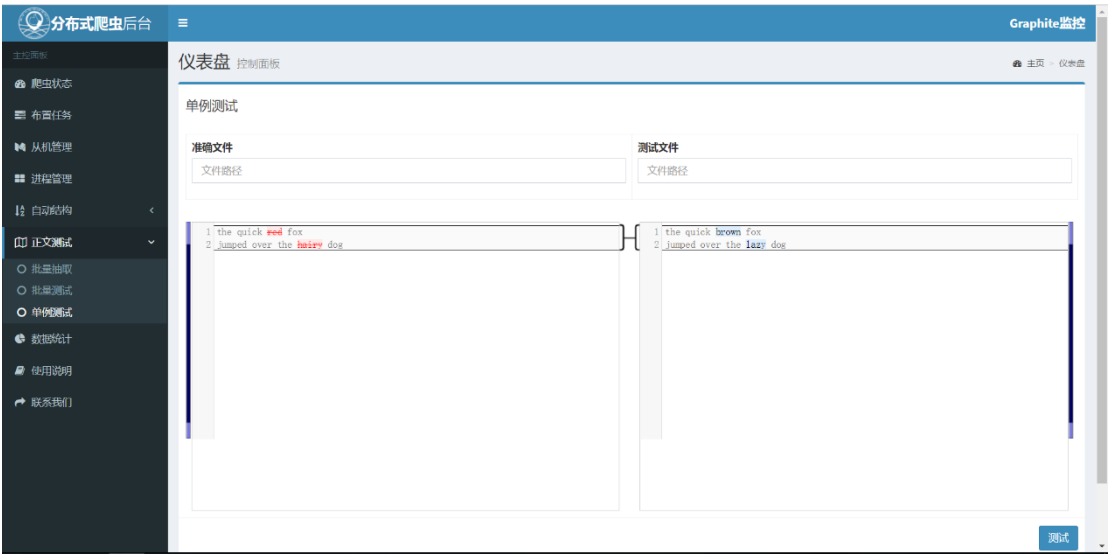 分布式爬虫后台
Graphite监控
主控面板
仪表盘 控制面板
主页 > 仪表盘
爬虫状态
布置任务
从机管理
进程管理
自动结构
正文测试
批量抽取
批量测试
单例测试
数据统计
使用说明
联系我们
单例测试
准确文件
文件路径
测试文件
文件路径
1 the quick red fox
2 jumped over the hairy dog
1 the quick brown fox
2 jumped over the lazy dog
测试